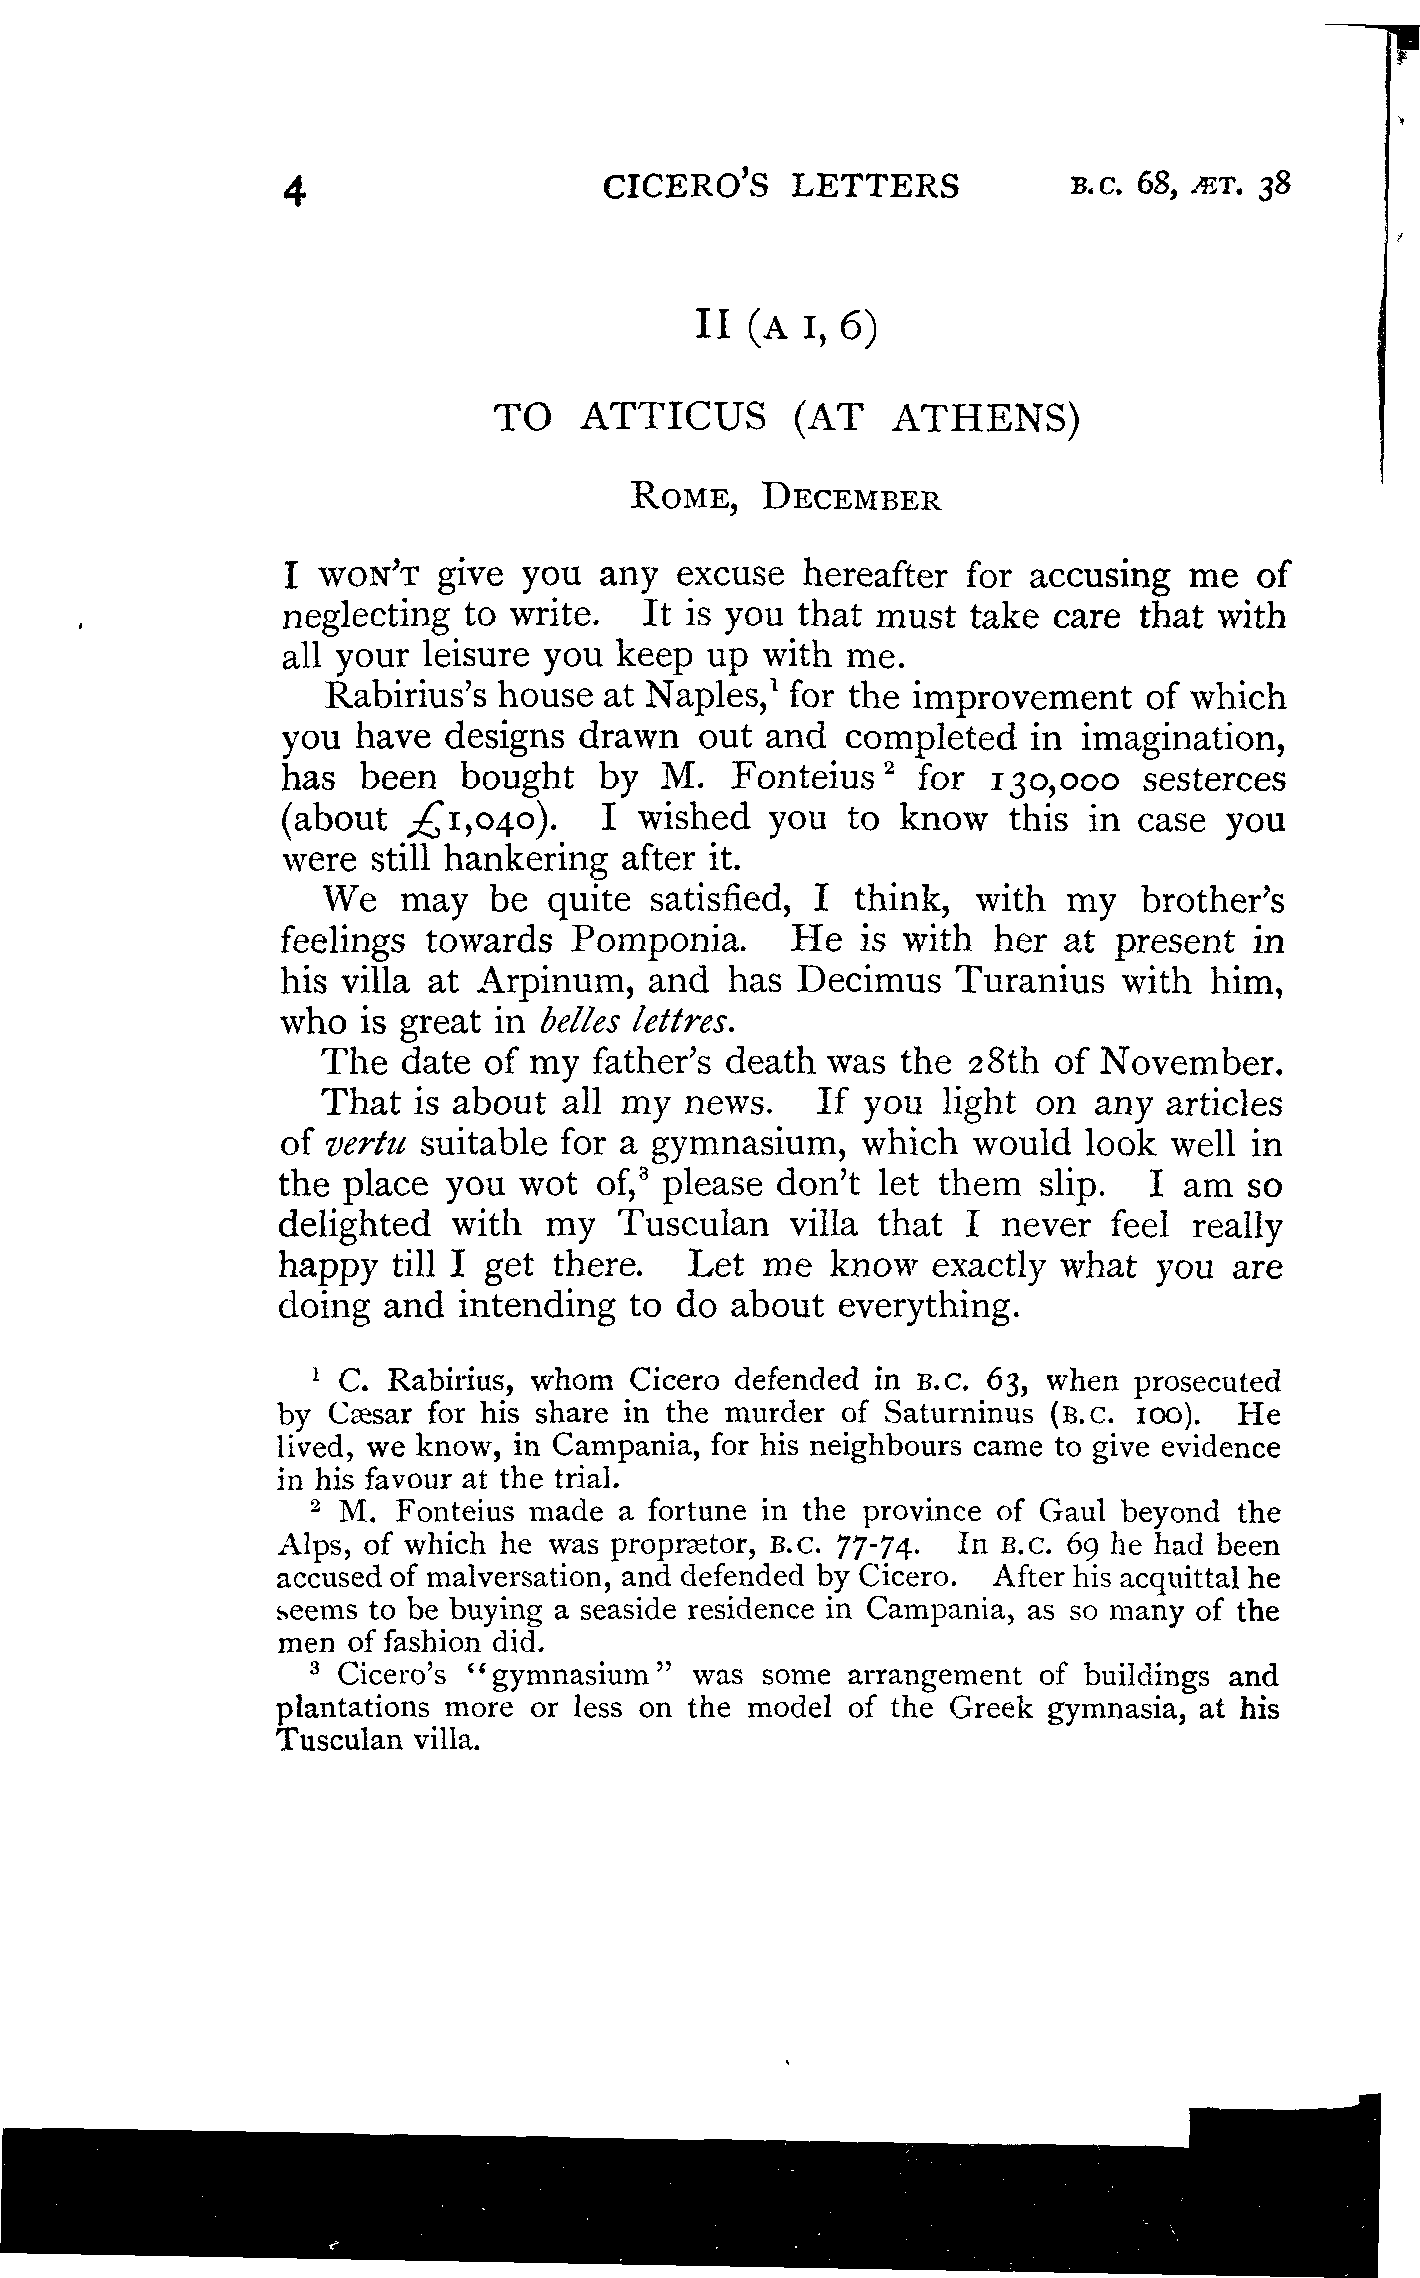 4 CICERO'S LETTERS B.C. 68, ÆT. 38
II (A I, 6)
TO ATTICUS (AT ATHENS)
ROME, DECEMBER
I WON'T give you any excuse hereafter for accusing me of
neglecting to write. It is you that must take care that with
all your leisure you keep up with me.
Rabirius's house at Naples,¹ for the improvement of which
you have designs drawn out and completed in imagination,
has been bought by M. Fonteius² for 130,000 sesterces
(about £1,040). I wished you to know this in case you
were still hankering after it.
We may be quite satisfied, I think, with my brother's
feelings towards Pomponia. He is with her at present in
his villa at Arpinum, and has Decimus Turanius with him,
who is great in belles lettres.
The date of my father's death was the 28th of November.
That is about all my news. If you light on any articles
of vertu suitable for a gymnasium, which would look well in
the place you wot of,³ please don't let them slip. I am so
delighted with my Tusculan villa that I never feel really
happy till I get there. Let me know exactly what you are
doing and intending to do about everything.
¹ C. Rabirius, whom Cicero defended in B.C. 63, when prosecuted
by Cæsar for his share in the murder of Saturninus (B.C. 100). He
lived, we know, in Campania, for his neighbours came to give evidence
in his favour at the trial.
² M. Fonteius made a fortune in the province of Gaul beyond the
Alps, of which he was proprætor, B.C. 77-74. In B.C. 69 he had been
accused of malversation, and defended by Cicero. After his acquittal he
seems to be buying a seaside residence in Campania, as so many of the
men of fashion did.
³ Cicero's "gymnasium" was some arrangement of buildings and
plantations more or less on the model of the Greek gymnasia, at his
Tusculan villa.